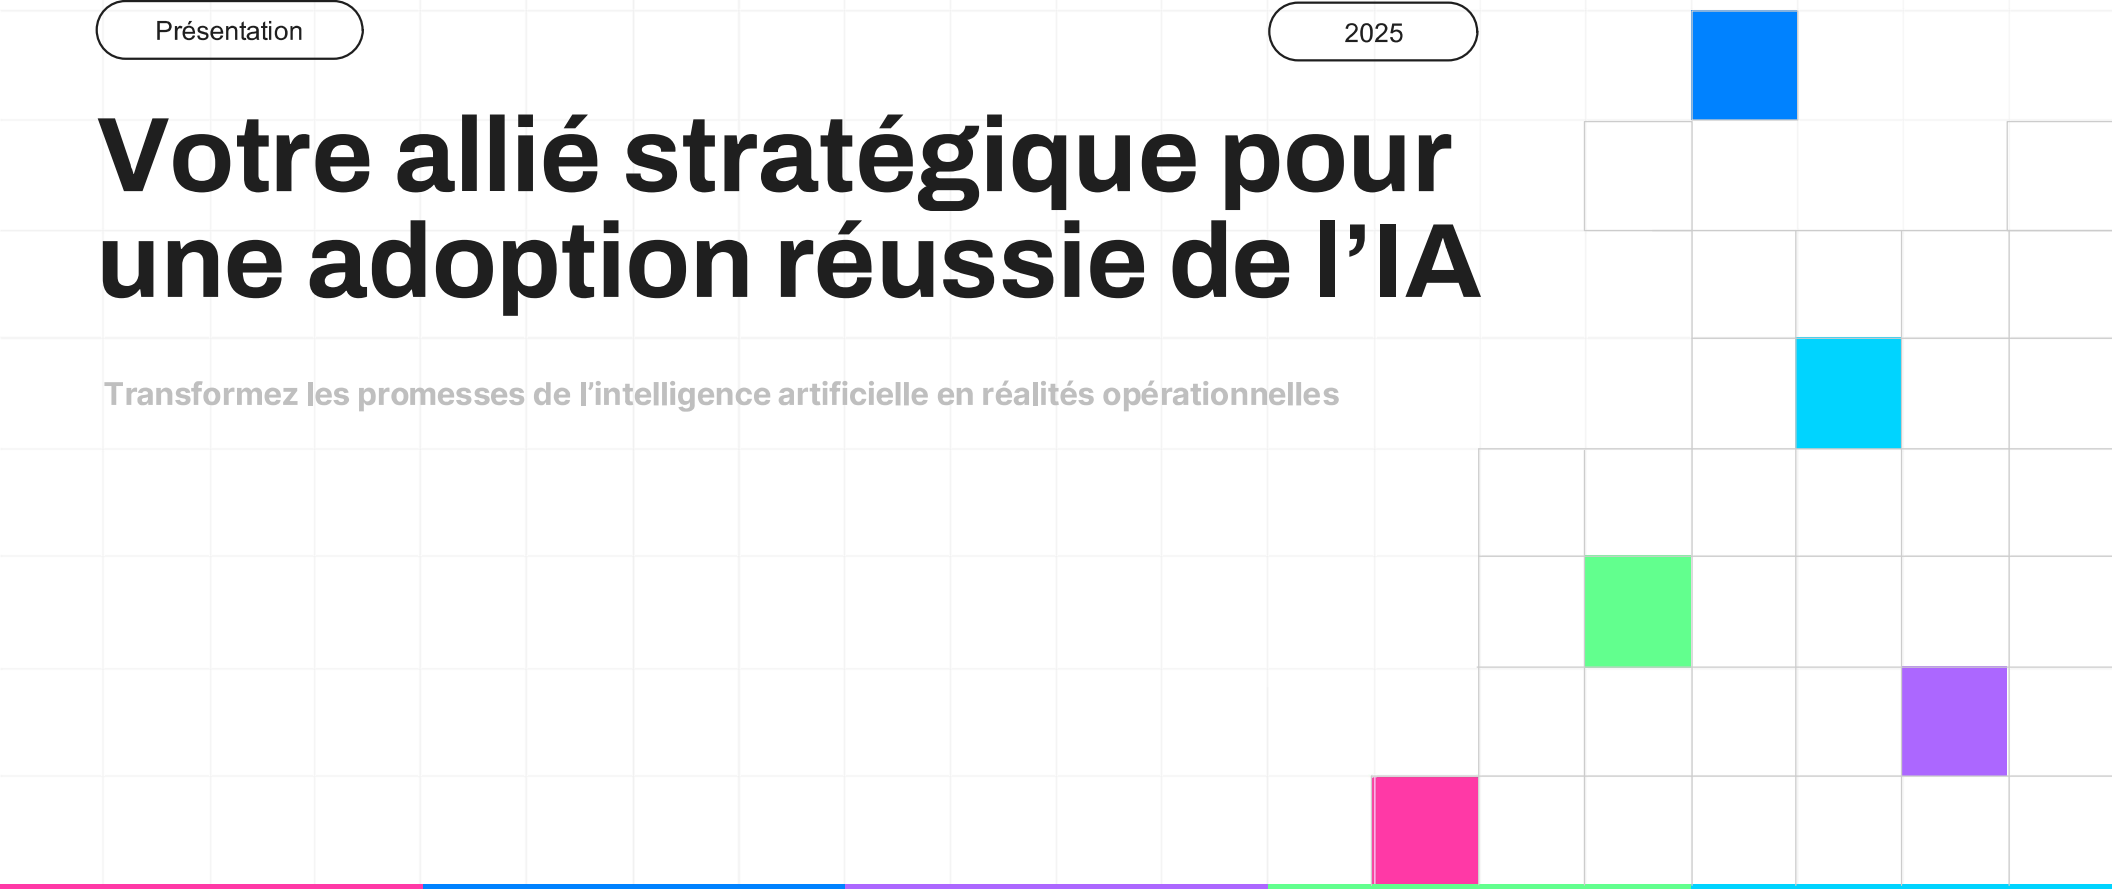 Présentation
2025
Votre allié stratégique pour
une adoption réussie de l’IA
Transformez les promesses de l’intelligence artificielle en réalités opérationnelles